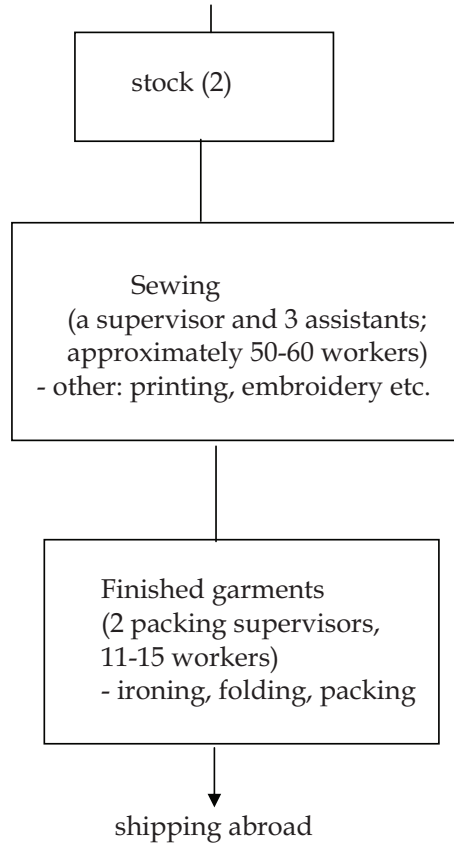 stock (2)
Sewing
(a supervisor and 3 assistants;
approximately 50-60 workers)
- other: printing, embroidery etc.
Finished garments
(2 packing supervisors,
11-15 workers)
- ironing, folding, packing
shipping abroad